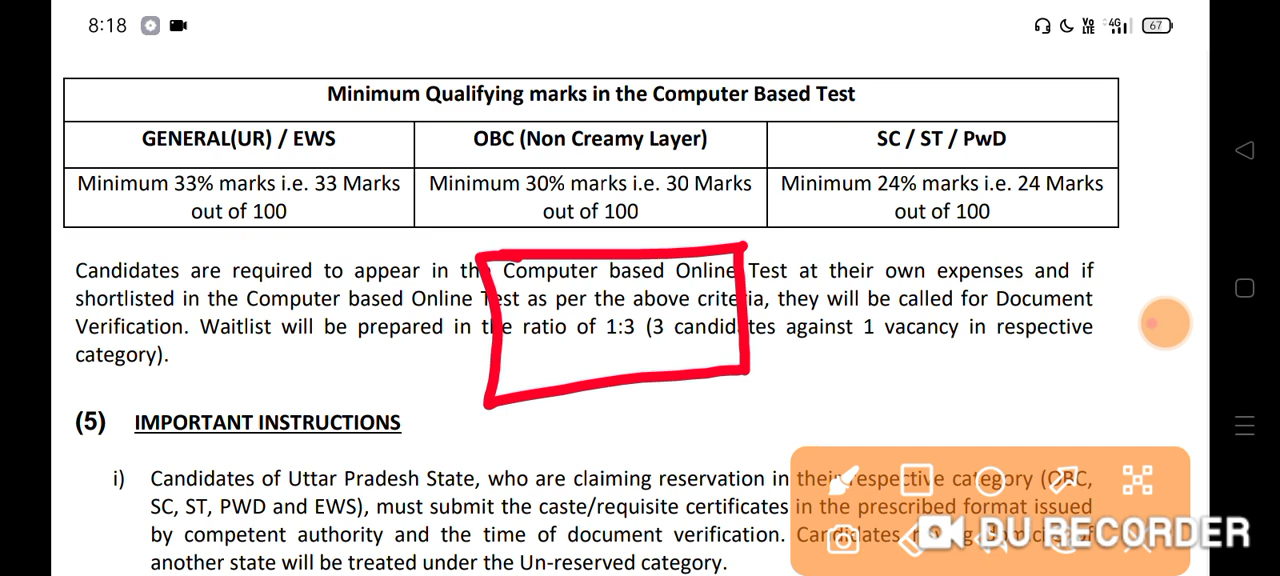 8:18
Vo LTE 4G 67
Minimum Qualifying marks in the Computer Based Test
GENERAL(UR) / EWS OBC (Non Creamy Layer) SC / ST / PwD
Minimum 33% marks i.e. 33 Marks out of 100 Minimum 30% marks i.e. 30 Marks out of 100 Minimum 24% marks i.e. 24 Marks out of 100
Candidates are required to appear in the Computer based Online Test at their own expenses and if
shortlisted in the Computer based Online Test as per the above criteria, they will be called for Document
Verification. Waitlist will be prepared in the ratio of 1:3 (3 candidates against 1 vacancy in respective
category).
(5) IMPORTANT INSTRUCTIONS
i) Candidates of Uttar Pradesh State, who are claiming reservation in their respective category (OBC,
SC, ST, PWD and EWS), must submit the caste/requisite certificates in the prescribed format issued
by competent authority and the time of document verification. Candidates
another state will be treated under the Un-reserved category.
DU RECORDER